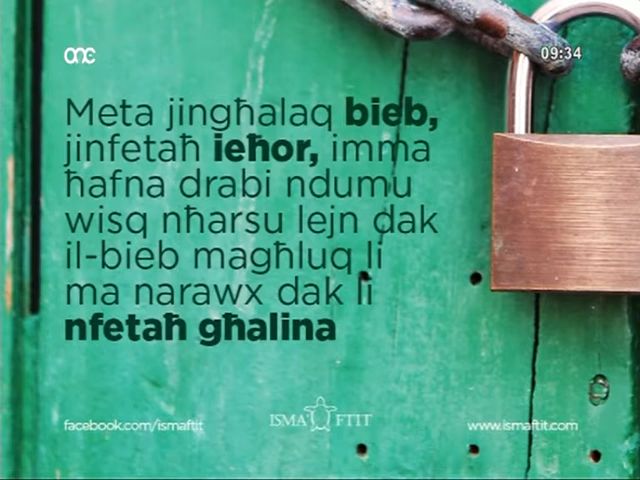 one
09:34
Meta jingħalaq bieb,
jinfetaħ ieħor, imma
ħafna drabi ndumu
wisq nħarsu lejn dak
il-bieb magħluq li
ma narawx dak li
nfetaħ għalina
facebook.com/ismaftit
ISMA' FTIT
www.ismaftit.com